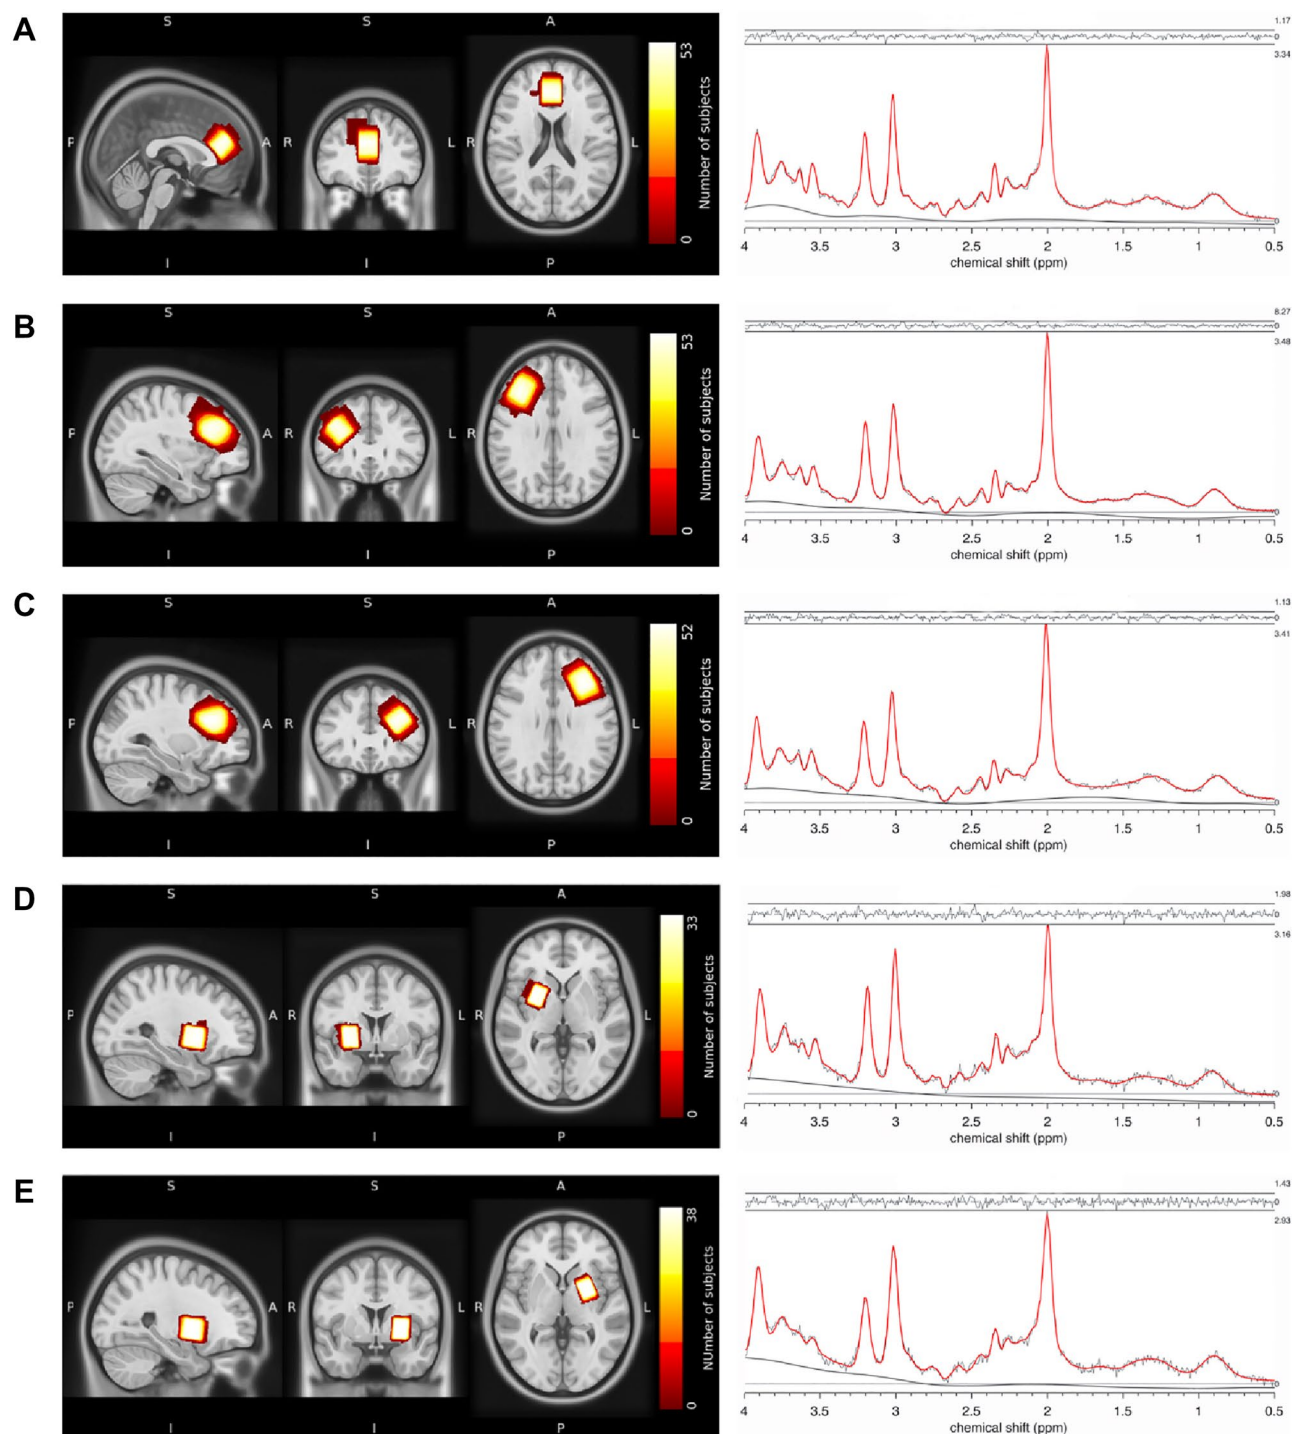 A
S S A
P A R L R L
I I P
53
Number of subjects
0
1.17
0
3.34
0
4 3.5 3 2.5 2 1.5 1 0.5
chemical shift (ppm)
B
S S A
P A R L R L
I I P
53
Number of subjects
0
8.27
0
3.48
0
4 3.5 3 2.5 2 1.5 1 0.5
chemical shift (ppm)
C
S S A
P A R L R L
I I P
52
Number of subjects
0
1.13
0
3.41
0
4 3.5 3 2.5 2 1.5 1 0.5
chemical shift (ppm)
D
S S A
P A R L R L
I I P
33
Number of subjects
0
1.98
0
3.16
0
4 3.5 3 2.5 2 1.5 1 0.5
chemical shift (ppm)
E
S S A
P A R L R L
I I P
38
NUmber of subjects
0
1.43
0
2.93
0
4 3.5 3 2.5 2 1.5 1 0.5
chemical shift (ppm)